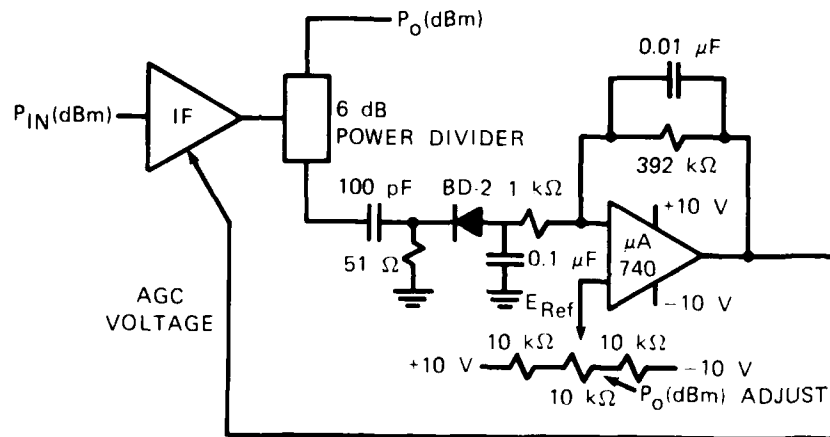 P_O(dBm)
0.01 μF
P_IN(dBm)
IF
6 dB
POWER DIVIDER
392 kΩ
100 pF
BD-2
1 kΩ
+10 V
μA
740
51 Ω
0.1 μF
-10 V
AGC
VOLTAGE
E_Ref
10 kΩ
10 kΩ
+10 V
-10 V
10 kΩ
P_O(dBm) ADJUST